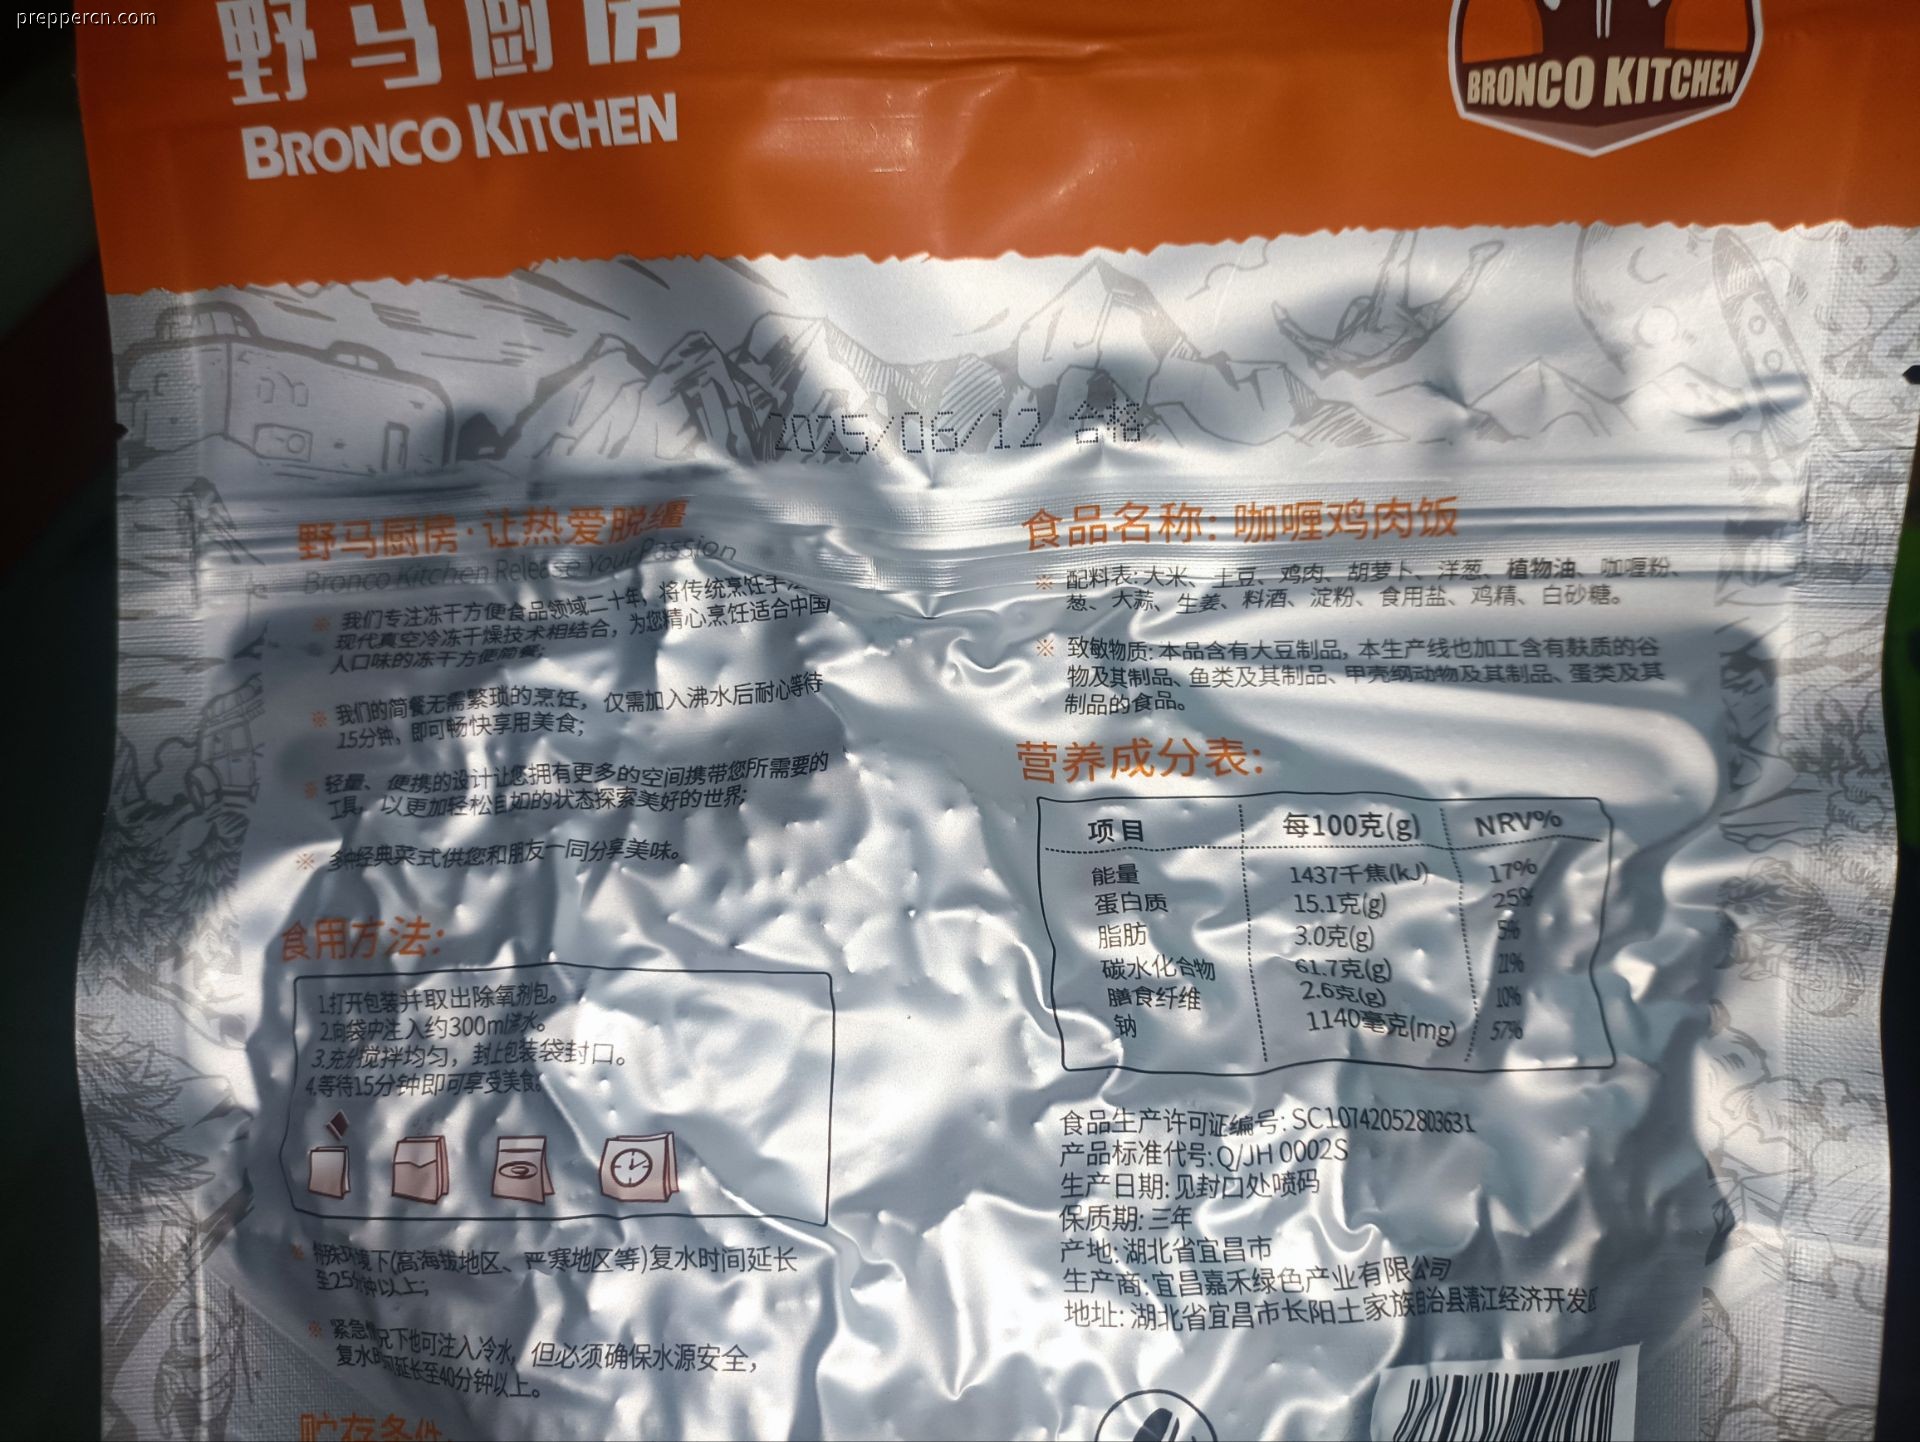 preppercn.com
野马厨房
BRONCO KITCHEN
BRONCO KITCHEN
2025/06/12 合格
野马厨房·让热爱脱缰
Bronco Kitchen Release Your Passion
※ 我们专注冻干方便食品领域二十年，将传统烹饪手
现代真空冷冻干燥技术相结合，为您精心烹饪适合中国
人口味的冻干方便简餐;
※ 我们的简餐无需繁琐的烹饪，仅需加入沸水后耐心等待
15分钟，即可畅快享用美食;
※ 轻量、便携的设计让您拥有更多的空间携带您所需要的
工具，以更加轻松自如的状态探索美好的世界;
※ 多种经典菜式供您和朋友一同分享美味。
食用方法:
1.打开包装并取出除氧剂包。
2.向袋中注入约300ml沸水。
3.充分搅拌均匀，封上包装袋封口。
4.等待15分钟即可享受美食。
※ 特殊环境下(高海拔地区、严寒地区等)复水时间延长
至25分钟以上;
※ 紧急情况下也可注入冷水，但必须确保水源安全，
复水时间延长至40分钟以上。
贮存条件
食品名称: 咖喱鸡肉饭
※ 配料表: 大米、土豆、鸡肉、胡萝卜、洋葱、植物油、咖喱粉、
葱、大蒜、生姜、料酒、淀粉、食用盐、鸡精、白砂糖。
※ 致敏物质: 本品含有大豆制品，本生产线也加工含有麸质的谷
物及其制品、鱼类及其制品、甲壳纲动物及其制品、蛋类及其
制品的食品。
营养成分表:
项目 每100克(g) NRV%
能量 1437千焦(kJ) 17%
蛋白质 15.1克(g) 25%
脂肪 3.0克(g) 5%
碳水化合物 61.7克(g) 21%
膳食纤维 2.6克(g) 10%
钠 1140毫克(mg) 57%
食品生产许可证编号: SC10742052803631
产品标准代号: Q/JH 0002S
生产日期: 见封口处喷码
保质期: 三年
产地: 湖北省宜昌市
生产商: 宜昌嘉禾绿色产业有限公司
地址: 湖北省宜昌市长阳土家族自治县清江经济开发区